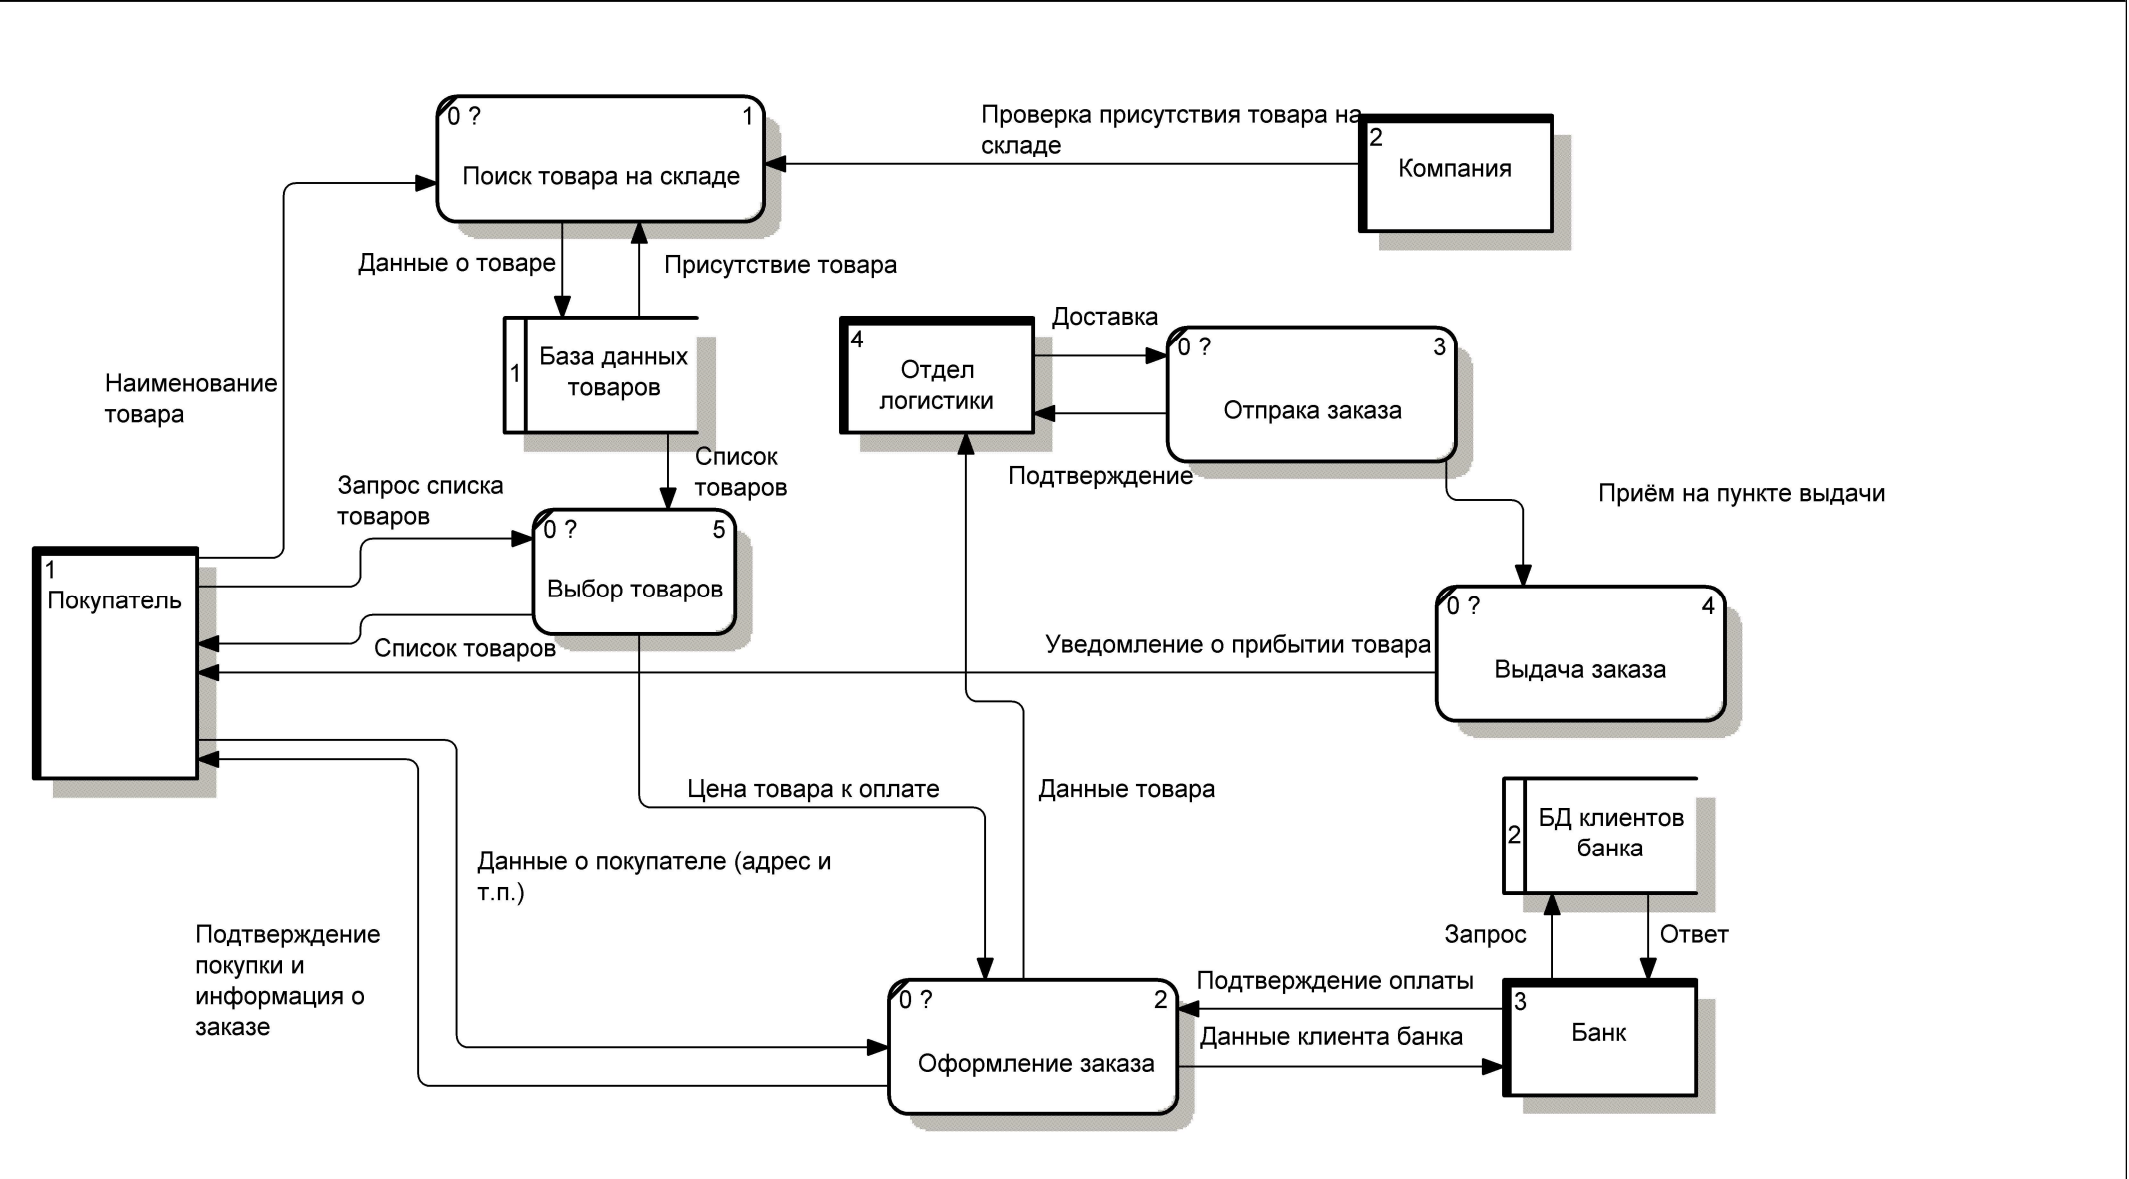 0 ?
1
Поиск товара на складе
Проверка присутствия товара на
складе
2
Компания
Данные о товаре
Присутствие товара
1
База данных
товаров
Наименование
товара
4
Отдел
логистики
Доставка
0 ?
3
Отпрака заказа
Подтверждение
Список
товаров
Запрос списка
товаров
Приём на пункте выдачи
0 ?
5
Выбор товаров
1
Покупатель
Список товаров
Уведомление о прибытии товара
0 ?
4
Выдача заказа
Цена товара к оплате
Данные товара
2
БД клиентов
банка
Данные о покупателе (адрес и
т.п.)
Подтверждение
покупки и
информация о
заказе
Запрос
Ответ
0 ?
2
Оформление заказа
Подтверждение оплаты
Данные клиента банка
3
Банк